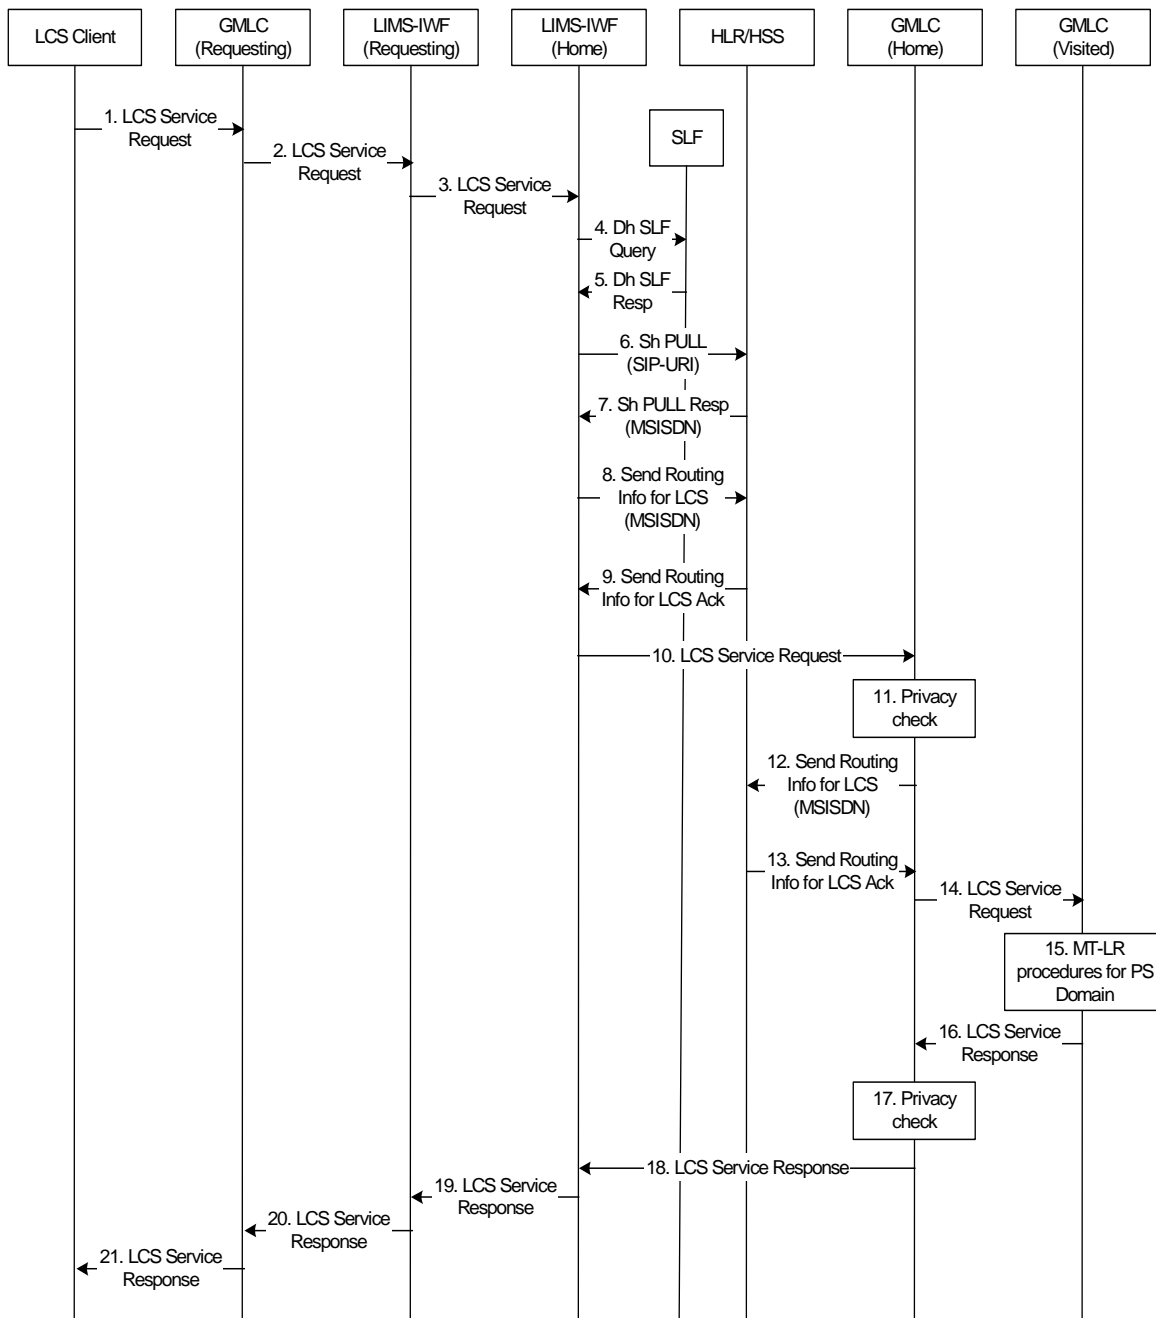 LCS Client
GMLC
(Requesting)
LIMS-IWF
(Requesting)
LIMS-IWF
(Home)
HLR/HSS
GMLC
(Home)
GMLC
(Visited)
SLF
1. LCS Service
Request
2. LCS Service
Request
3. LCS Service
Request
4. Dh SLF
Query
5. Dh SLF
Resp
6. Sh PULL
(SIP-URI)
7. Sh PULL Resp
(MSISDN)
8. Send Routing
Info for LCS
(MSISDN)
9. Send Routing
Info for LCS Ack
10. LCS Service Request
11. Privacy
check
12. Send Routing
Info for LCS
(MSISDN)
13. Send Routing
Info for LCS Ack
14. LCS Service
Request
15. MT-LR
procedures for PS
Domain
16. LCS Service
Response
17. Privacy
check
18. LCS Service Response
19. LCS Service
Response
20. LCS Service
Response
21. LCS Service
Response